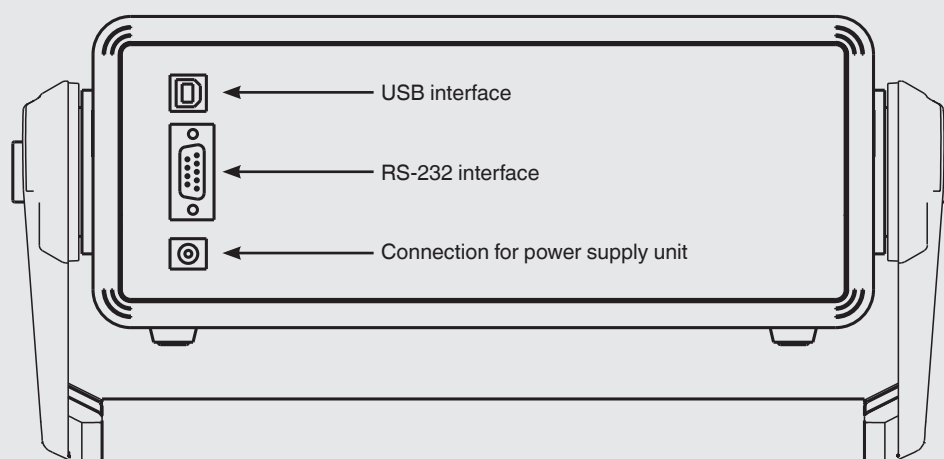 USB interface
RS-232 interface
Connection for power supply unit